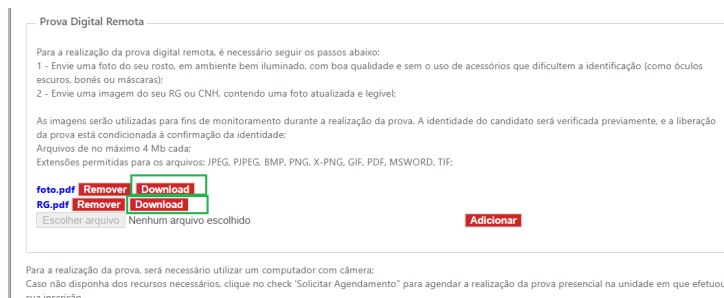 Prova Digital Remota
Para a realização da prova digital remota, é necessário seguir os passos abaixo:
1 - Envie uma foto do seu rosto, em ambiente bem iluminado, com boa qualidade e sem o uso de acessórios que dificultem a identificação (como óculos
escuros, bonés ou máscaras);
2 - Envie uma imagem do seu RG ou CNH, contendo uma foto atualizada e legível;
As imagens serão utilizadas para fins de monitoramento durante a realização da prova. A identidade do candidato será verificada previamente, e a liberação
da prova está condicionada à confirmação da identidade;
Arquivos de no máximo 4 Mb cada;
Extensões permitidas para os arquivos: JPEG, PJPEG, BMP, PNG, X-PNG, GIF, PDF, MSWORD, TIF;
foto.pdf Remover Download
RG.pdf Remover Download
Escolher arquivo Nenhum arquivo escolhido Adicionar
Para a realização da prova, será necessário utilizar um computador com câmera;
Caso não disponha dos recursos necessários, clique no check 'Solicitar Agendamento" para agendar a realização da prova presencial na unidade em que efetuou
sua inscrição